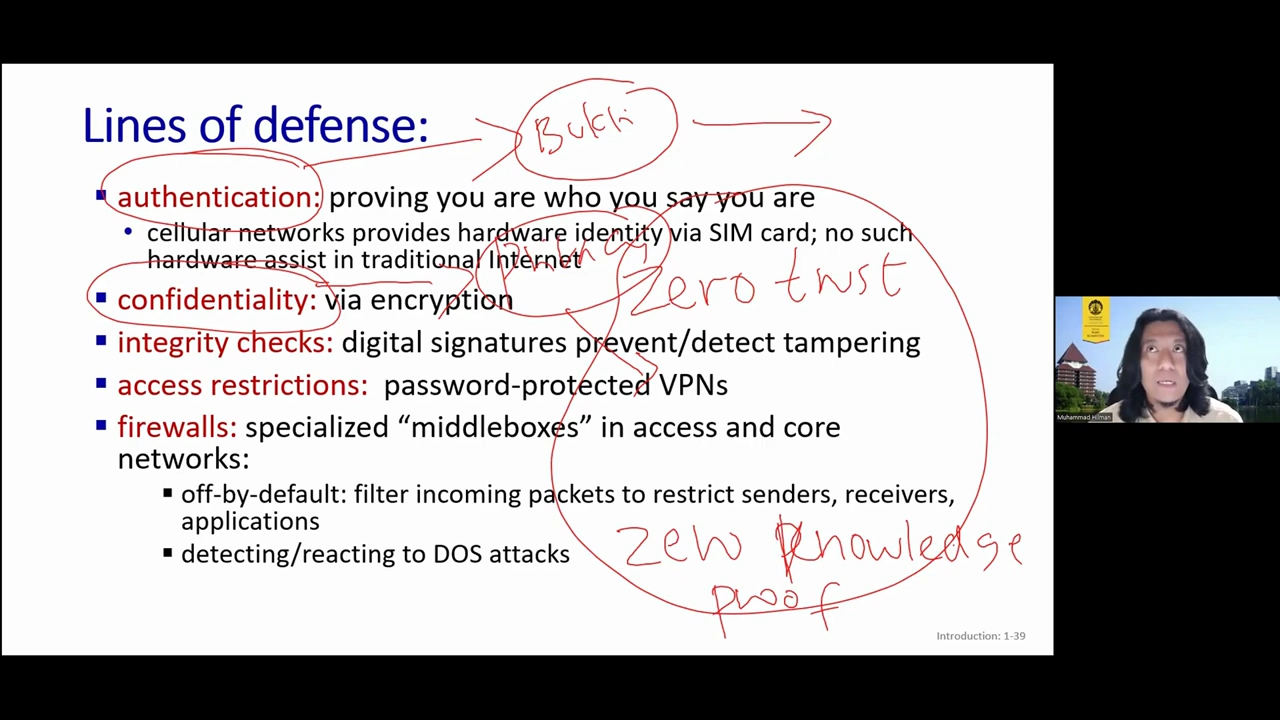 Lines of defense:
Bukti
authentication: proving you are who you say you are
cellular networks provides hardware identity via SIM card; no such
hardware assist in traditional Internet
privacy
zero trust
confidentiality: via encryption
integrity checks: digital signatures prevent/detect tampering
access restrictions: password-protected VPNs
firewalls: specialized “middleboxes” in access and core
networks:
off-by-default: filter incoming packets to restrict senders, receivers,
applications
detecting/reacting to DOS attacks
zero knowledge
proof
Introduction: 1-39
Muhammad Hilman